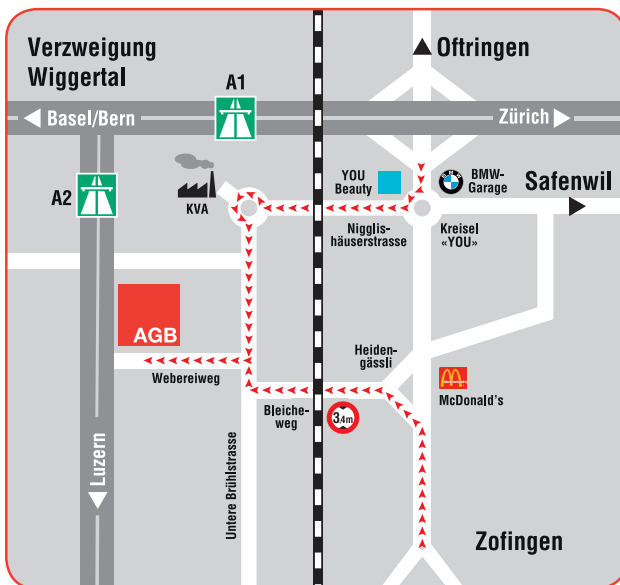 Verzweigung
Wiggertal
Oftringen
A1
Basel/Bern
Zürich
A2
KVA
YOU
Beauty
BMW
BMW-
Garage
Safenwil
Nigglis-
häuserstrasse
Kreisel
«YOU»
AGB
Webereiweg
Heiden-
gässli
McDonald's
Bleiche-
weg
3,4m
Luzern
Untere Brühlstrasse
Zofingen